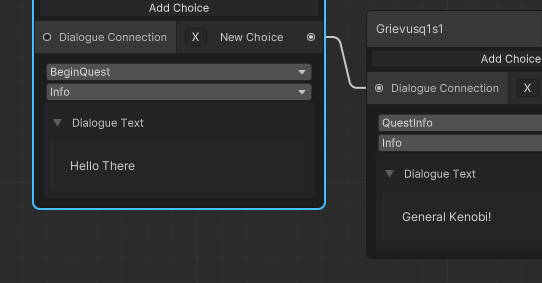 Add Choice
Dialogue Connection X New Choice
BeginQuest
Info
Dialogue Text
Hello There
Grievusq1s1
Add Choice
Dialogue Connection X
QuestInfo
Info
Dialogue Text
General Kenobi!